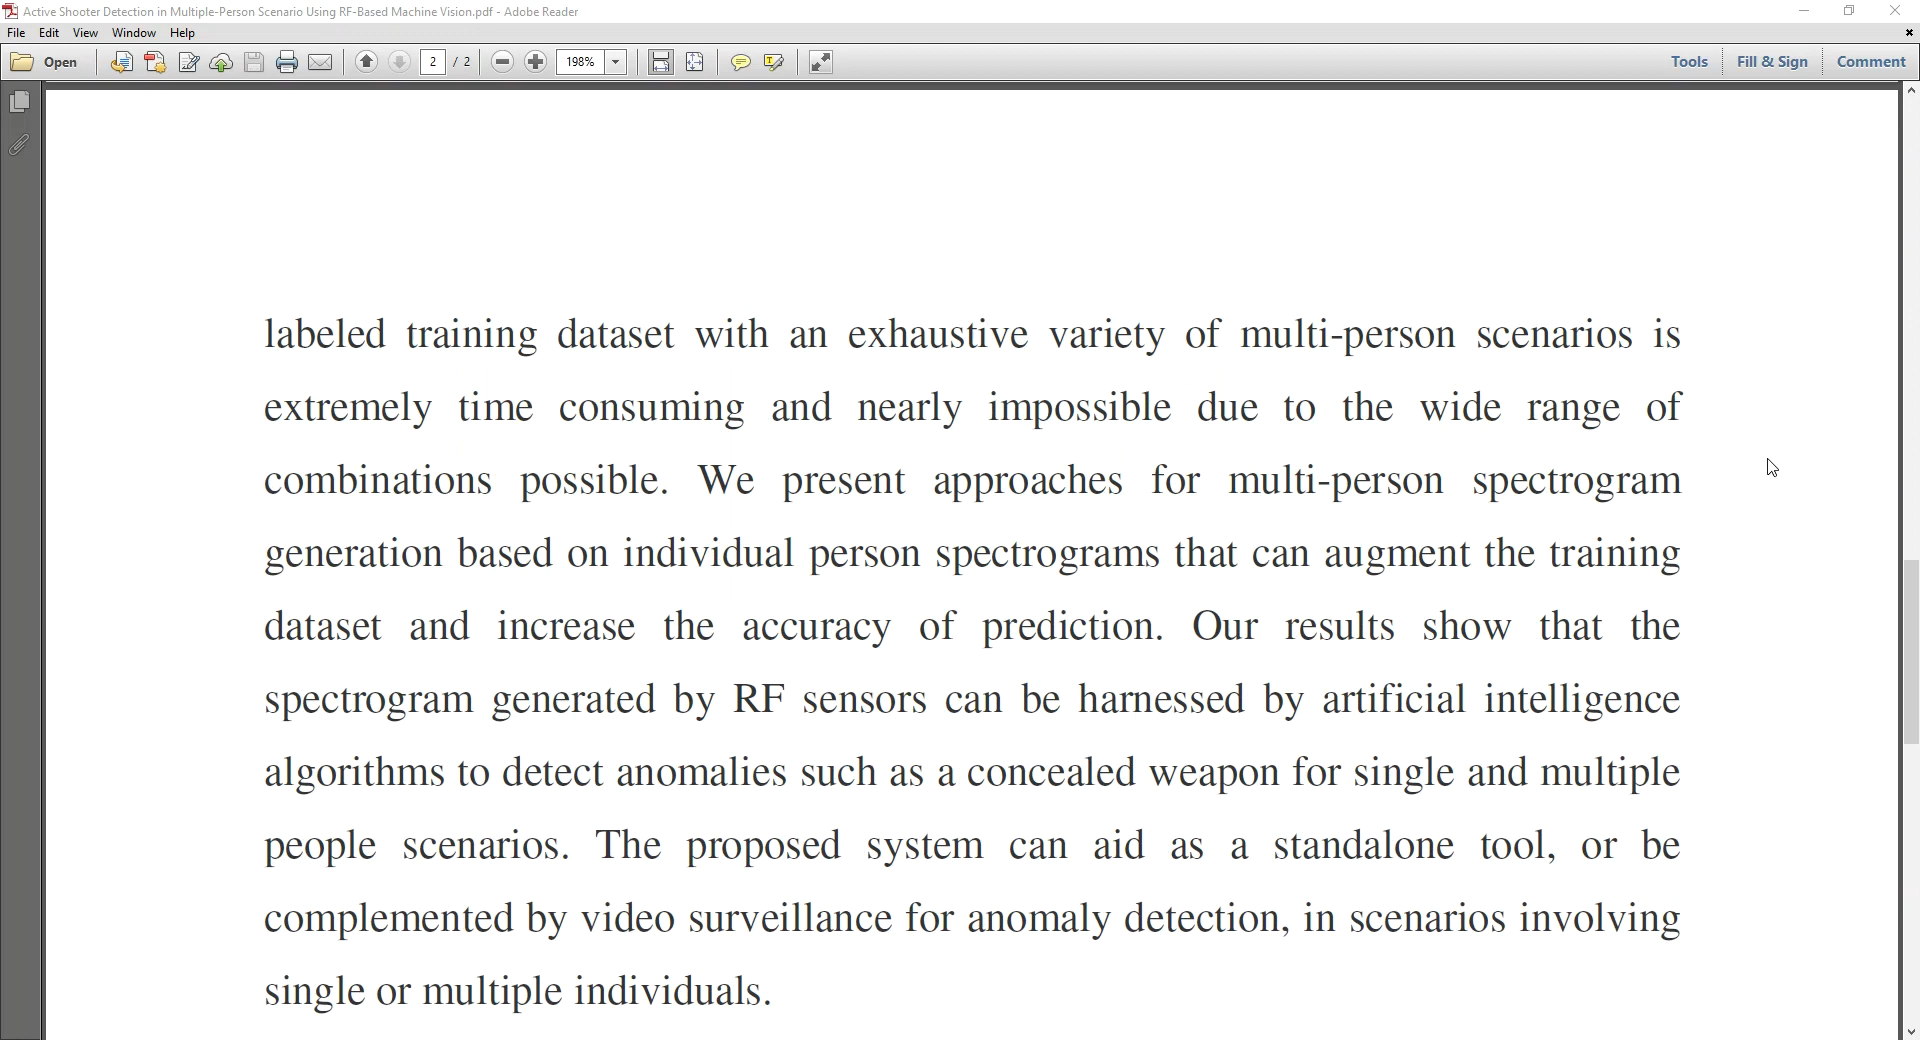 Active Shooter Detection in Multiple-Person Scenario Using RF-Based Machine Vision.pdf - Adobe Reader
File Edit View Window Help
Open 2 / 2 198% Tools Fill & Sign Comment
labeled training dataset with an exhaustive variety of multi-person scenarios is
extremely time consuming and nearly impossible due to the wide range of
combinations possible. We present approaches for multi-person spectrogram
generation based on individual person spectrograms that can augment the training
dataset and increase the accuracy of prediction. Our results show that the
spectrogram generated by RF sensors can be harnessed by artificial intelligence
algorithms to detect anomalies such as a concealed weapon for single and multiple
people scenarios. The proposed system can aid as a standalone tool, or be
complemented by video surveillance for anomaly detection, in scenarios involving
single or multiple individuals.